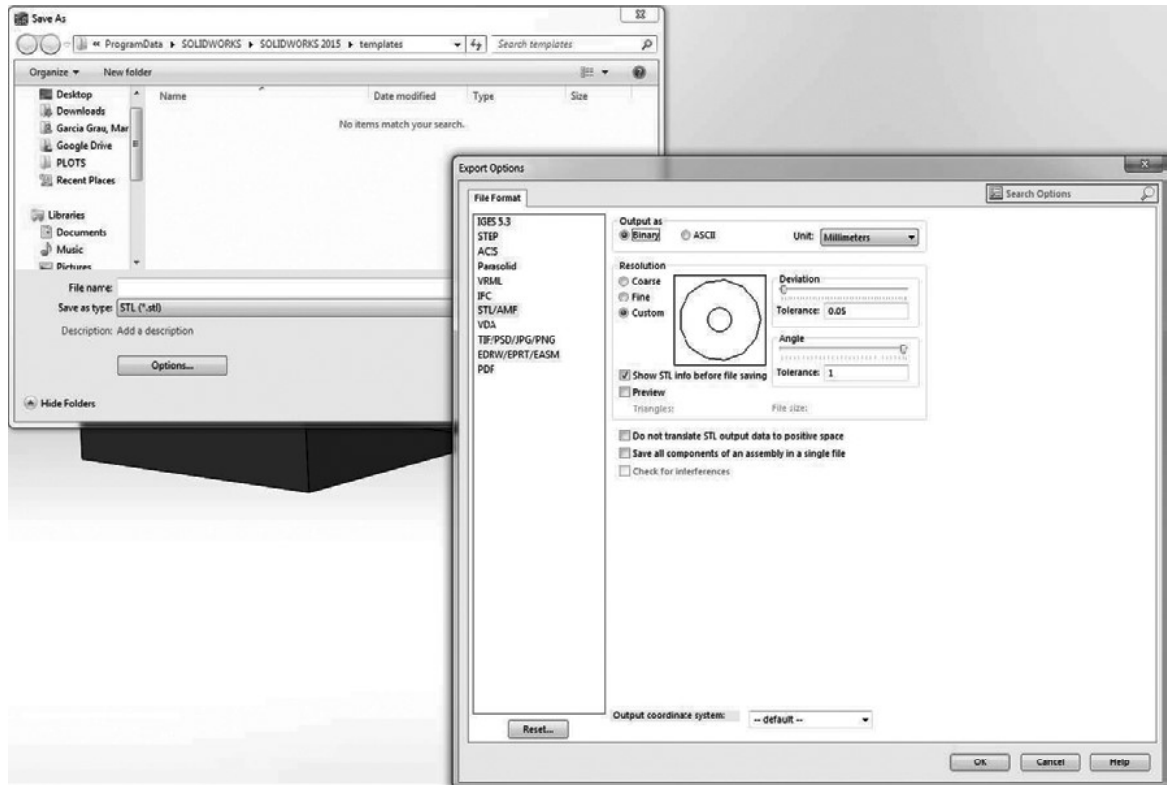 Save As
« ProgramData ▸ SOLIDWORKS ▸ SOLIDWORKS 2015 ▸ templates
Search templates
Organize
New folder
Name
Date modified
Type
Size
Desktop
Downloads
Garcia Grau, Mar
Google Drive
PLOTS
Recent Places
Libraries
Documents
Music
Pictures
No items match your search.
File name:
Save as type: STL (*.stl)
Description: Add a description
Options...
Hide Folders
Export Options
File Format
Search Options
IGES 5.3
STEP
ACIS
Parasolid
VRML
IFC
STL/AMF
VDA
TIF/PSD/JPG/PNG
EDRW/EPRT/EASM
PDF
Reset...
Output as
Binary
ASCII
Unit: Millimeters
Resolution
Coarse
Fine
Custom
Deviation
Tolerance: 0.05
Angle
Tolerance: 1
Show STL info before file saving
Preview
Triangles:
File size:
Do not translate STL output data to positive space
Save all components of an assembly in a single file
Check for interferences
Output coordinate system: -- default --
OK
Cancel
Help